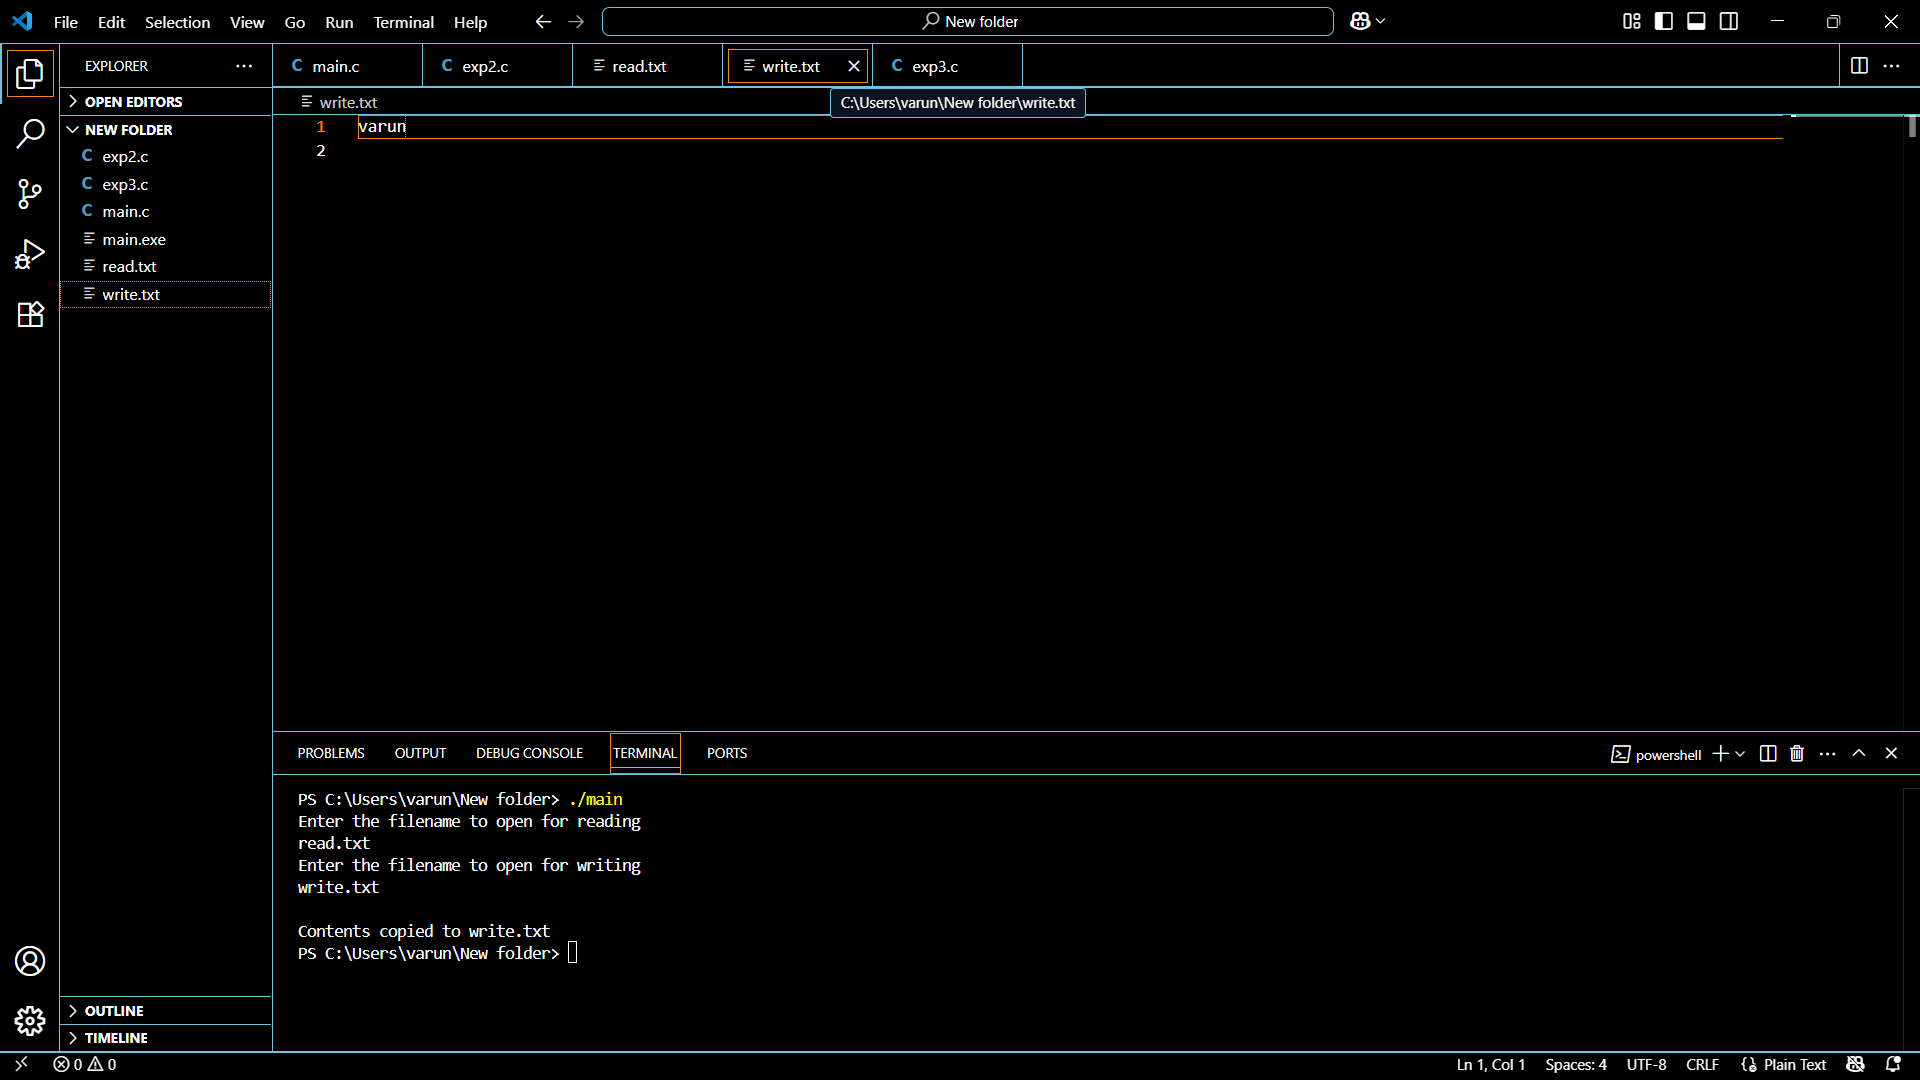 File Edit Selection View Go Run Terminal Help
New folder
EXPLORER
OPEN EDITORS
NEW FOLDER
C exp2.c
C exp3.c
C main.c
main.exe
read.txt
write.txt
OUTLINE
TIMELINE
C main.c
C exp2.c
read.txt
write.txt
C exp3.c
write.txt
C:\Users\varun\New folder\write.txt
1 varun
2
PROBLEMS OUTPUT DEBUG CONSOLE TERMINAL PORTS
powershell
PS C:\Users\varun\New folder> ./main
Enter the filename to open for reading
read.txt
Enter the filename to open for writing
write.txt
Contents copied to write.txt
PS C:\Users\varun\New folder>
0 0
Ln 1, Col 1 Spaces: 4 UTF-8 CRLF {} Plain Text